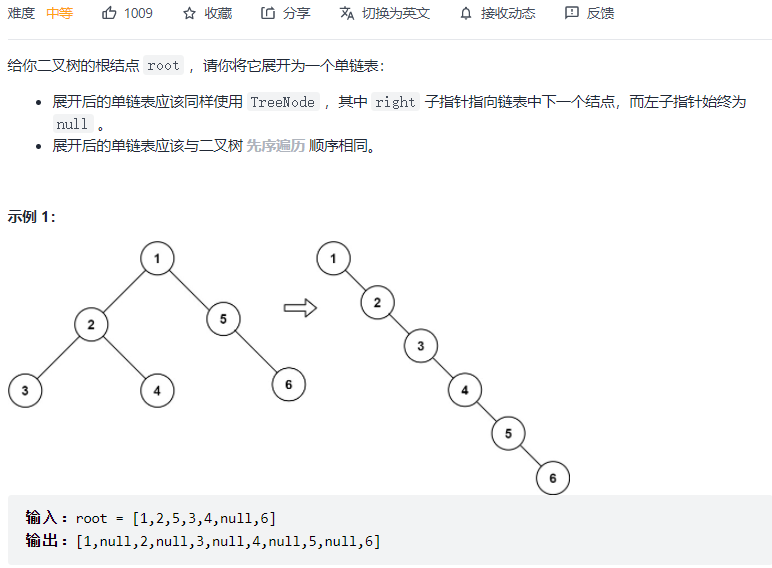 难度 中等 1009 收藏 分享 切换为英文 接收动态 反馈
给你二叉树的根结点 root ，请你将它展开为一个单链表：
展开后的单链表应该同样使用 TreeNode ，其中 right 子指针指向链表中下一个结点，而左子指针始终为
null 。
展开后的单链表应该与二叉树 先序遍历 顺序相同。
示例 1：
1 1
2 5 2
3 4 6 3
4
5
6
输入：root = [1,2,5,3,4,null,6]
输出：[1,null,2,null,3,null,4,null,5,null,6]